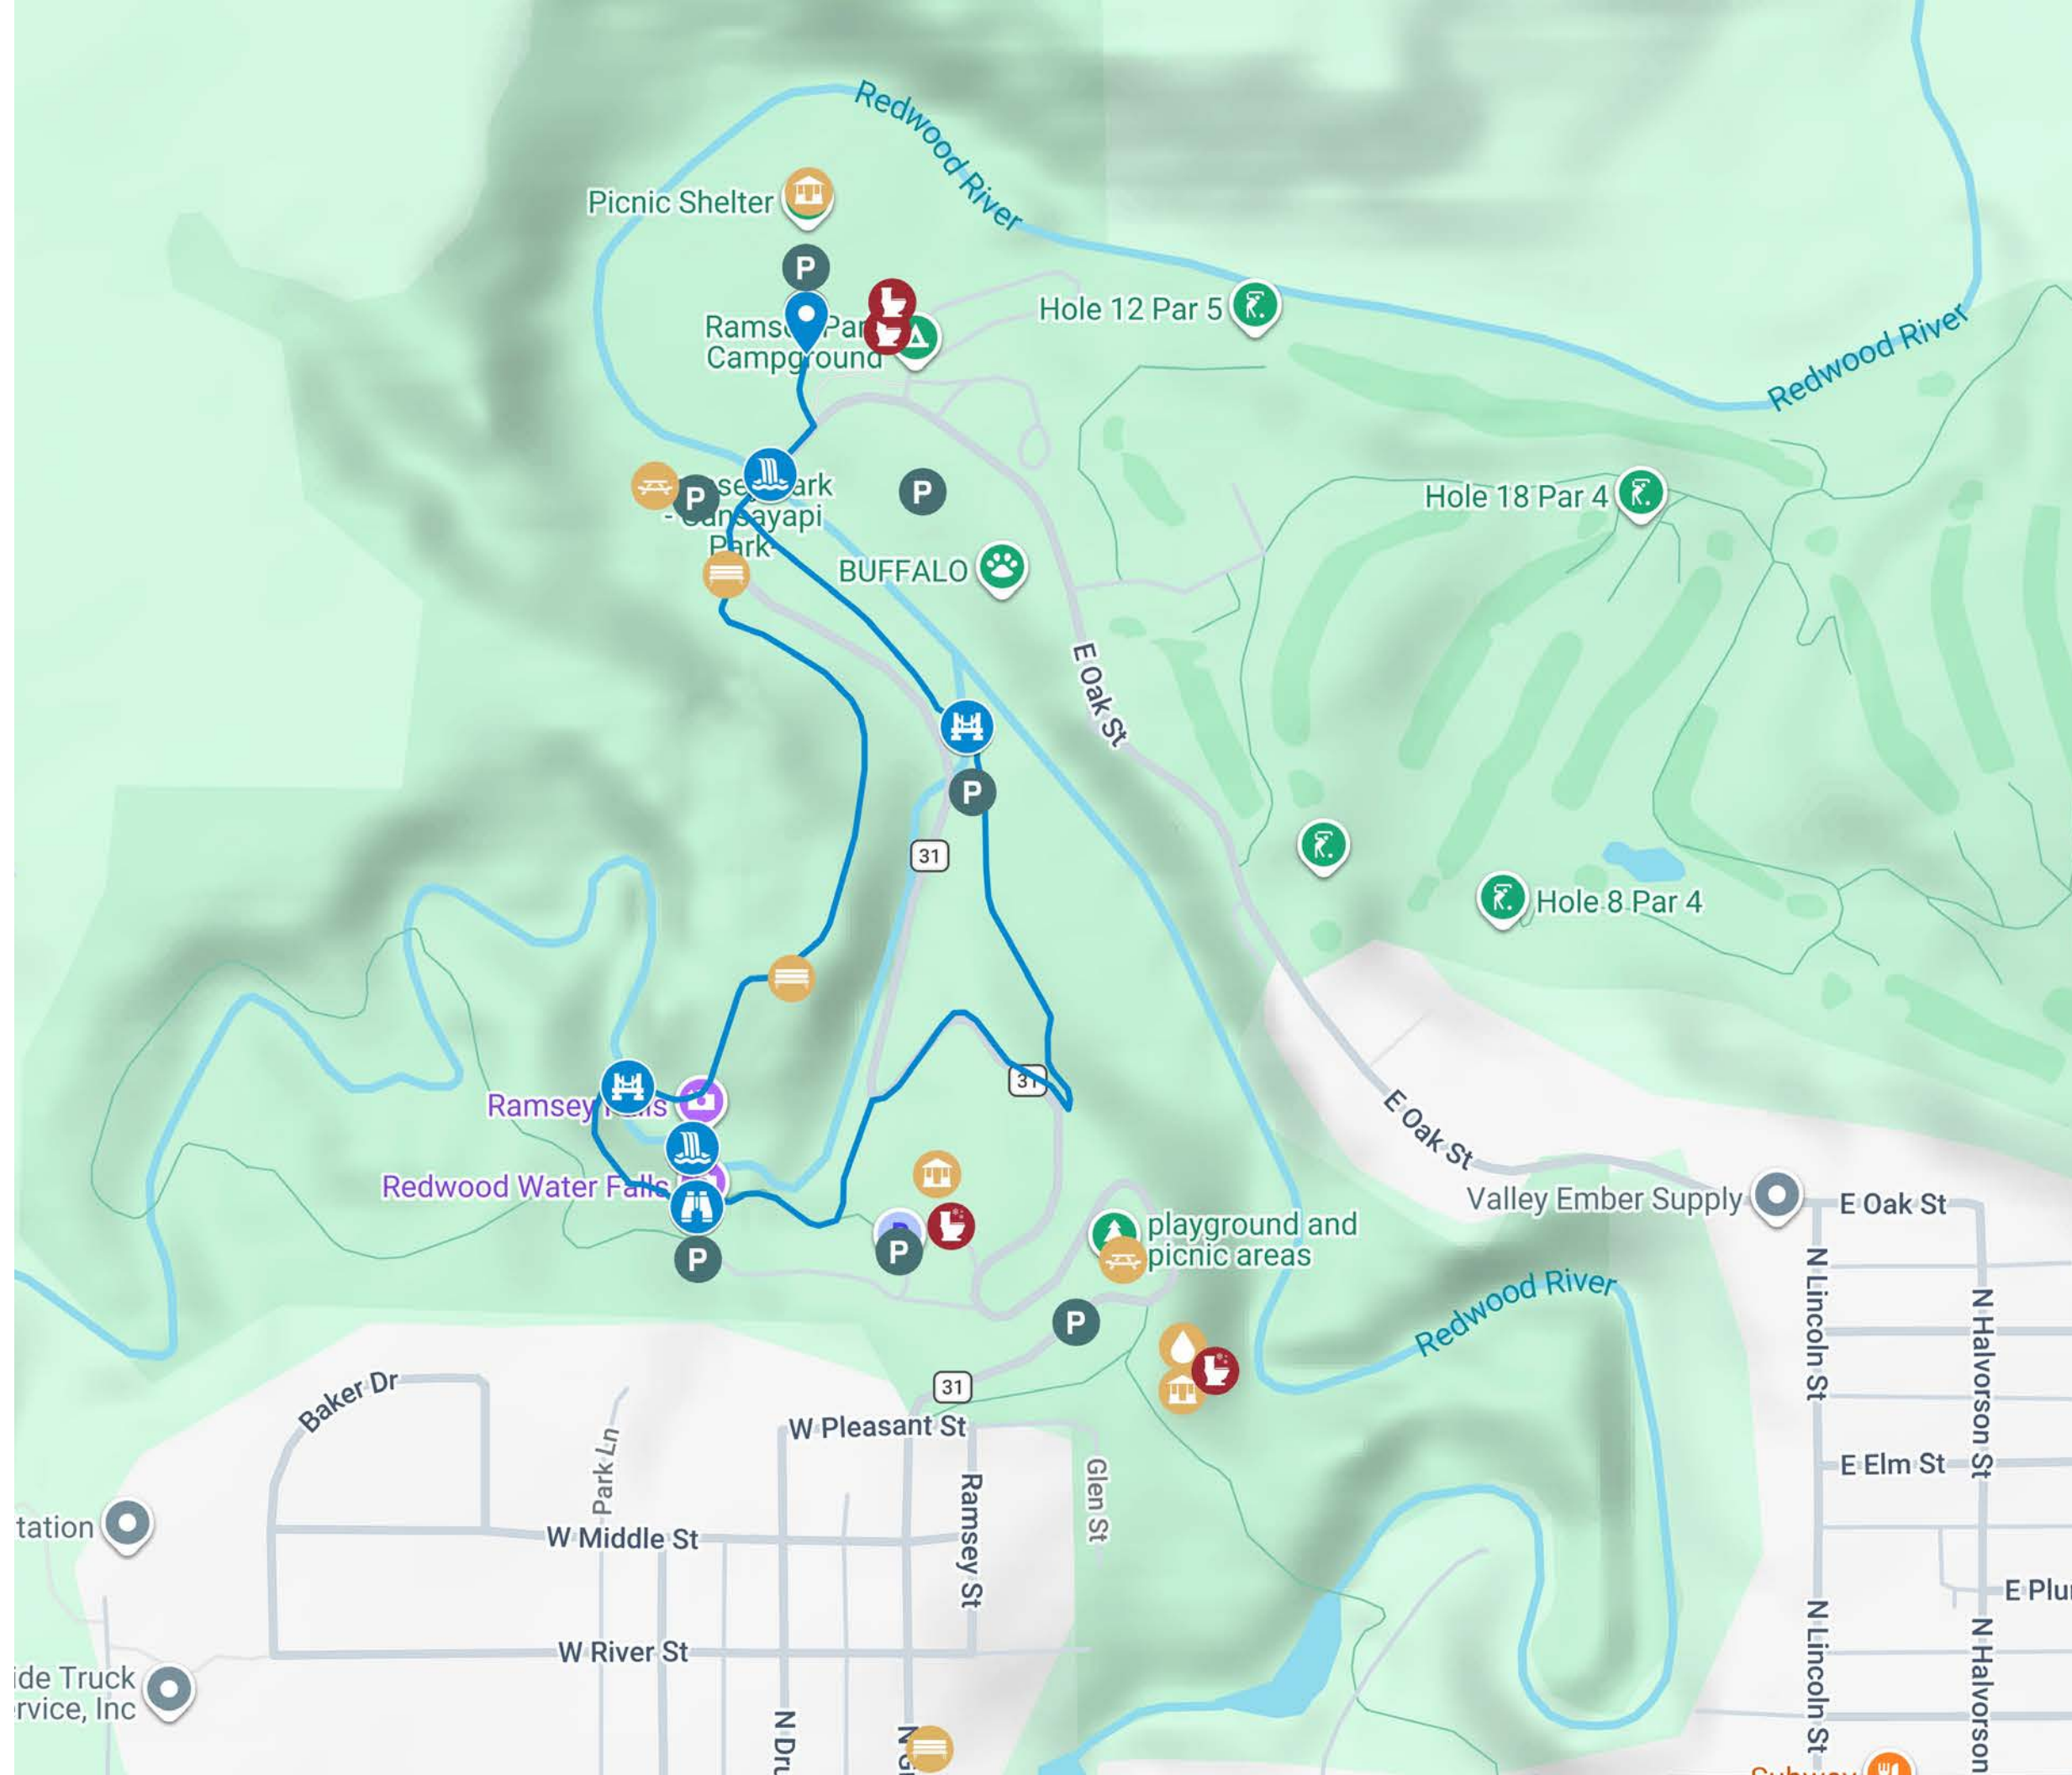 Redwood River
Picnic Shelter
P
Hole 12 Par 5
Campground
Redwood River
P
P
Hole 18 Par 4
Park
BUFFALO
E Oak St
P
31
Hole 8 Par 4
31
Ramsey Falls
E Oak St
Redwood Water Falls
Valley Ember Supply
E Oak St
playground and
picnic areas
P
P
P
Redwood River
N Lincoln St
N Halvorson St
31
Baker Dr
W Pleasant St
Park Ln
Ramsey St
Glen St
E Elm St
tation
W Middle St
E Plu
W River St
ide Truck
rvice, Inc
N Dru
N Lincoln St
N Halvorson